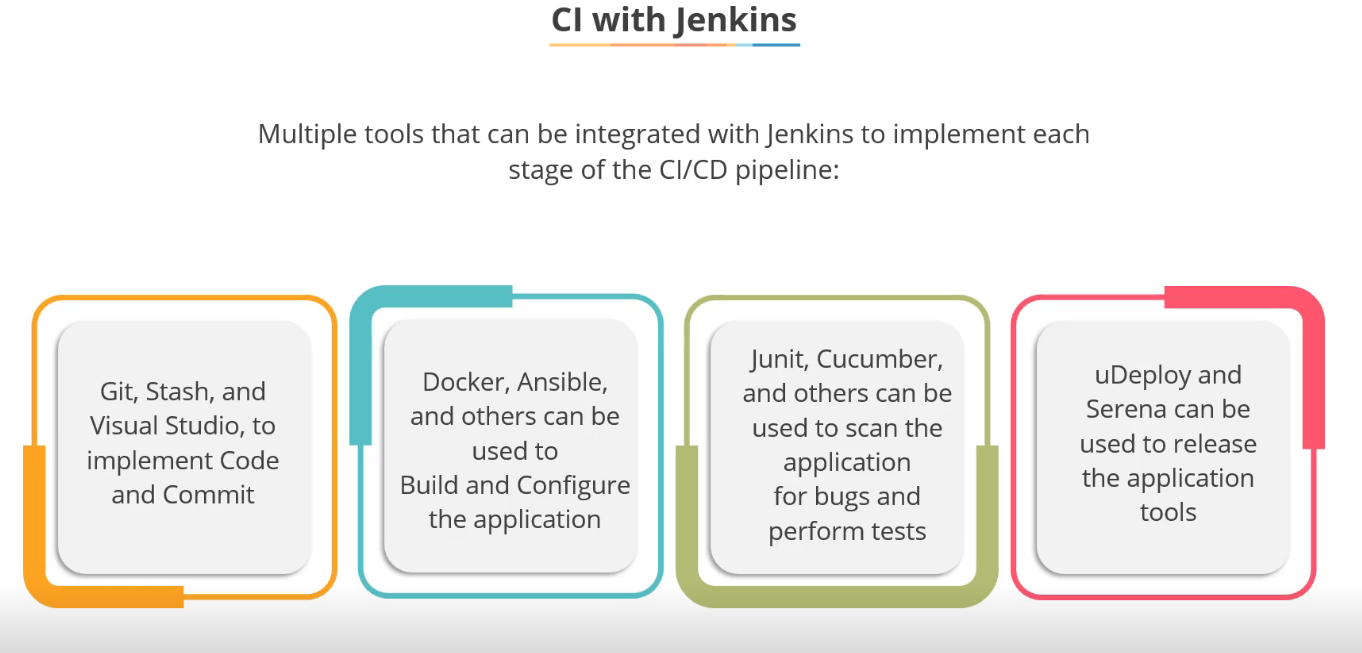 CI with Jenkins
Multiple tools that can be integrated with Jenkins to implement each
stage of the CI/CD pipeline:
Git, Stash, and
Visual Studio, to
implement Code
and Commit
Docker, Ansible,
and others can be
used to
Build and Configure
the application
Junit, Cucumber,
and others can be
used to scan the
application
for bugs and
perform tests
uDeploy and
Serena can be
used to release
the application
tools